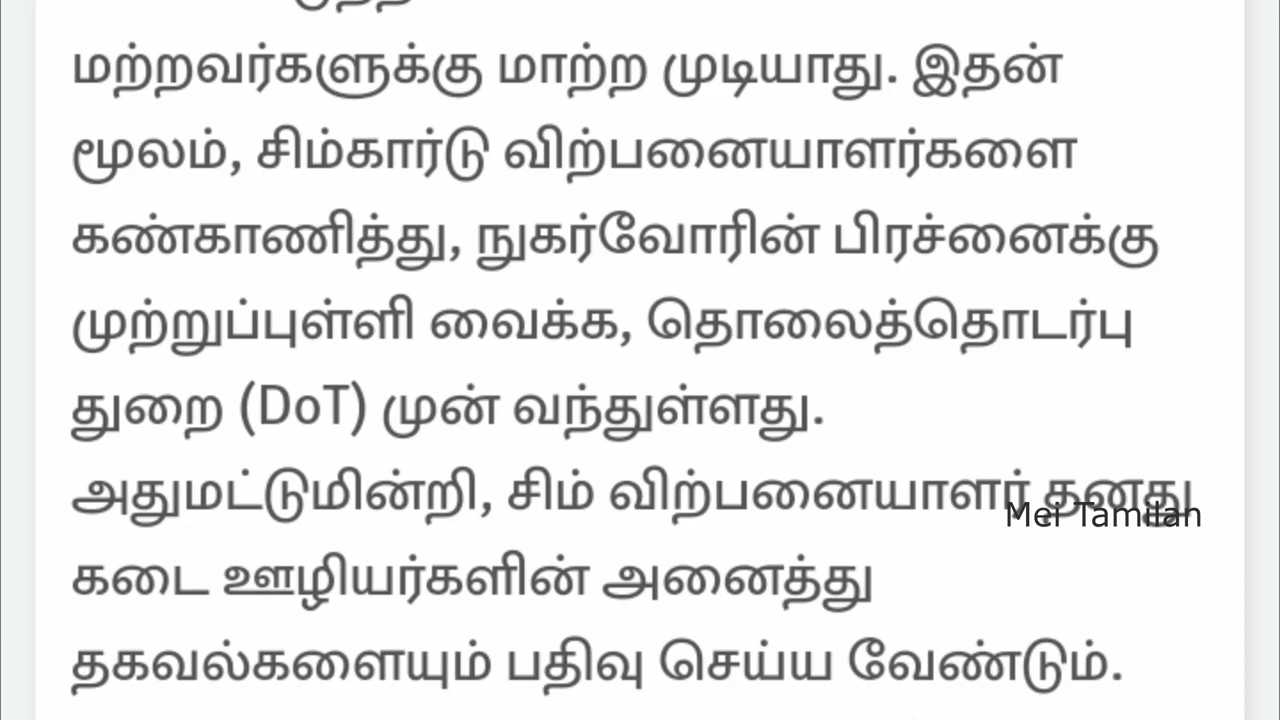 மற்றவர்களுக்கு மாற்ற முடியாது. இதன்
மூலம், சிம்கார்டு விற்பனையாளர்களை
கண்காணித்து, நுகர்வோரின் பிரச்னைக்கு
முற்றுப்புள்ளி வைக்க, தொலைத்தொடர்பு
துறை (DoT) முன் வந்துள்ளது.
அதுமட்டுமின்றி, சிம் விற்பனையாளர் தனது
Mei Tamilan
கடை ஊழியர்களின் அனைத்து
தகவல்களையும் பதிவு செய்ய வேண்டும்.